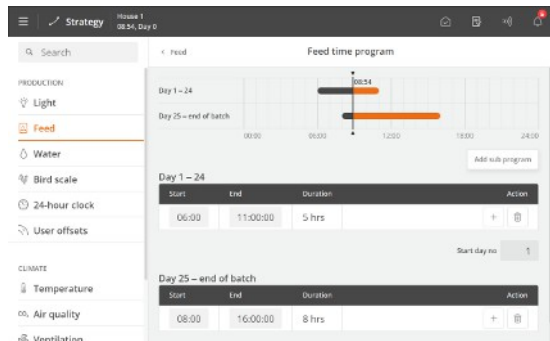 Strategy
House 1
08:54, Day 0
Search
PRODUCTION
Light
Feed
Water
Bird scale
24-hour clock
User offsets
CLIMATE
Temperature
CO₂ Air quality
Ventilation
Feed
Feed time program
08:54
Day 1 – 24
Day 25 – end of batch
00:00 06:00 12:00 18:00 24:00
Add sub program
Day 1 – 24
Start End Duration Action
06:00 11:00:00 5 hrs +
Start day no 1
Day 25 – end of batch
Start End Duration Action
08:00 16:00:00 8 hrs +